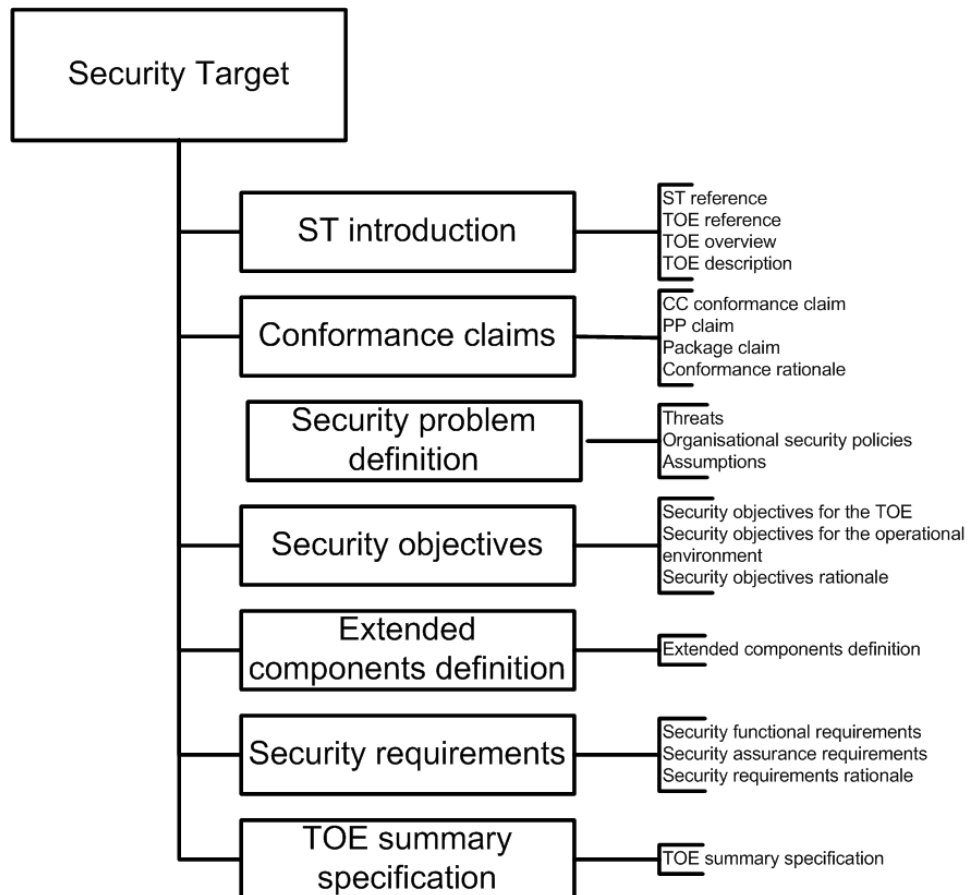 Security Target
ST introduction
ST reference
TOE reference
TOE overview
TOE description
Conformance claims
CC conformance claim
PP claim
Package claim
Conformance rationale
Security problem
definition
Threats
Organisational security policies
Assumptions
Security objectives
Security objectives for the TOE
Security objectives for the operational
environment
Security objectives rationale
Extended
components definition
Extended components definition
Security requirements
Security functional requirements
Security assurance requirements
Security requirements rationale
TOE summary
specification
TOE summary specification